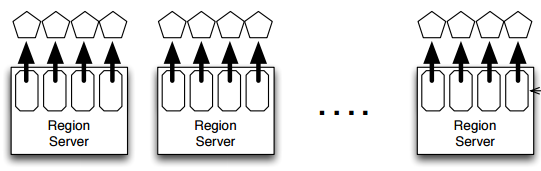 Region
Server
Region
Server
. . . .
Region
Server